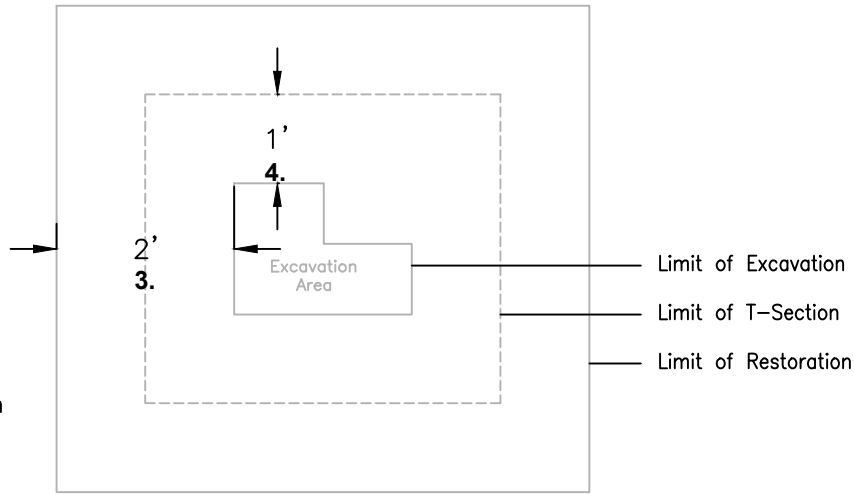 1'
4.
2'
3.
Excavation
Area
Limit of Excavation
Limit of T-Section
Limit of Restoration